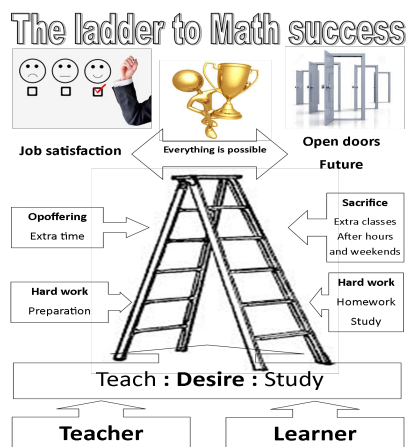 The ladder to Math success
Job satisfaction
Everything is possible
Open doors
Future
Opoffering
Extra time
Sacrifice
Extra classes
After hours
and weekends
Hard work
Preparation
Hard work
Homework
Study
Teach : Desire : Study
Teacher
Learner